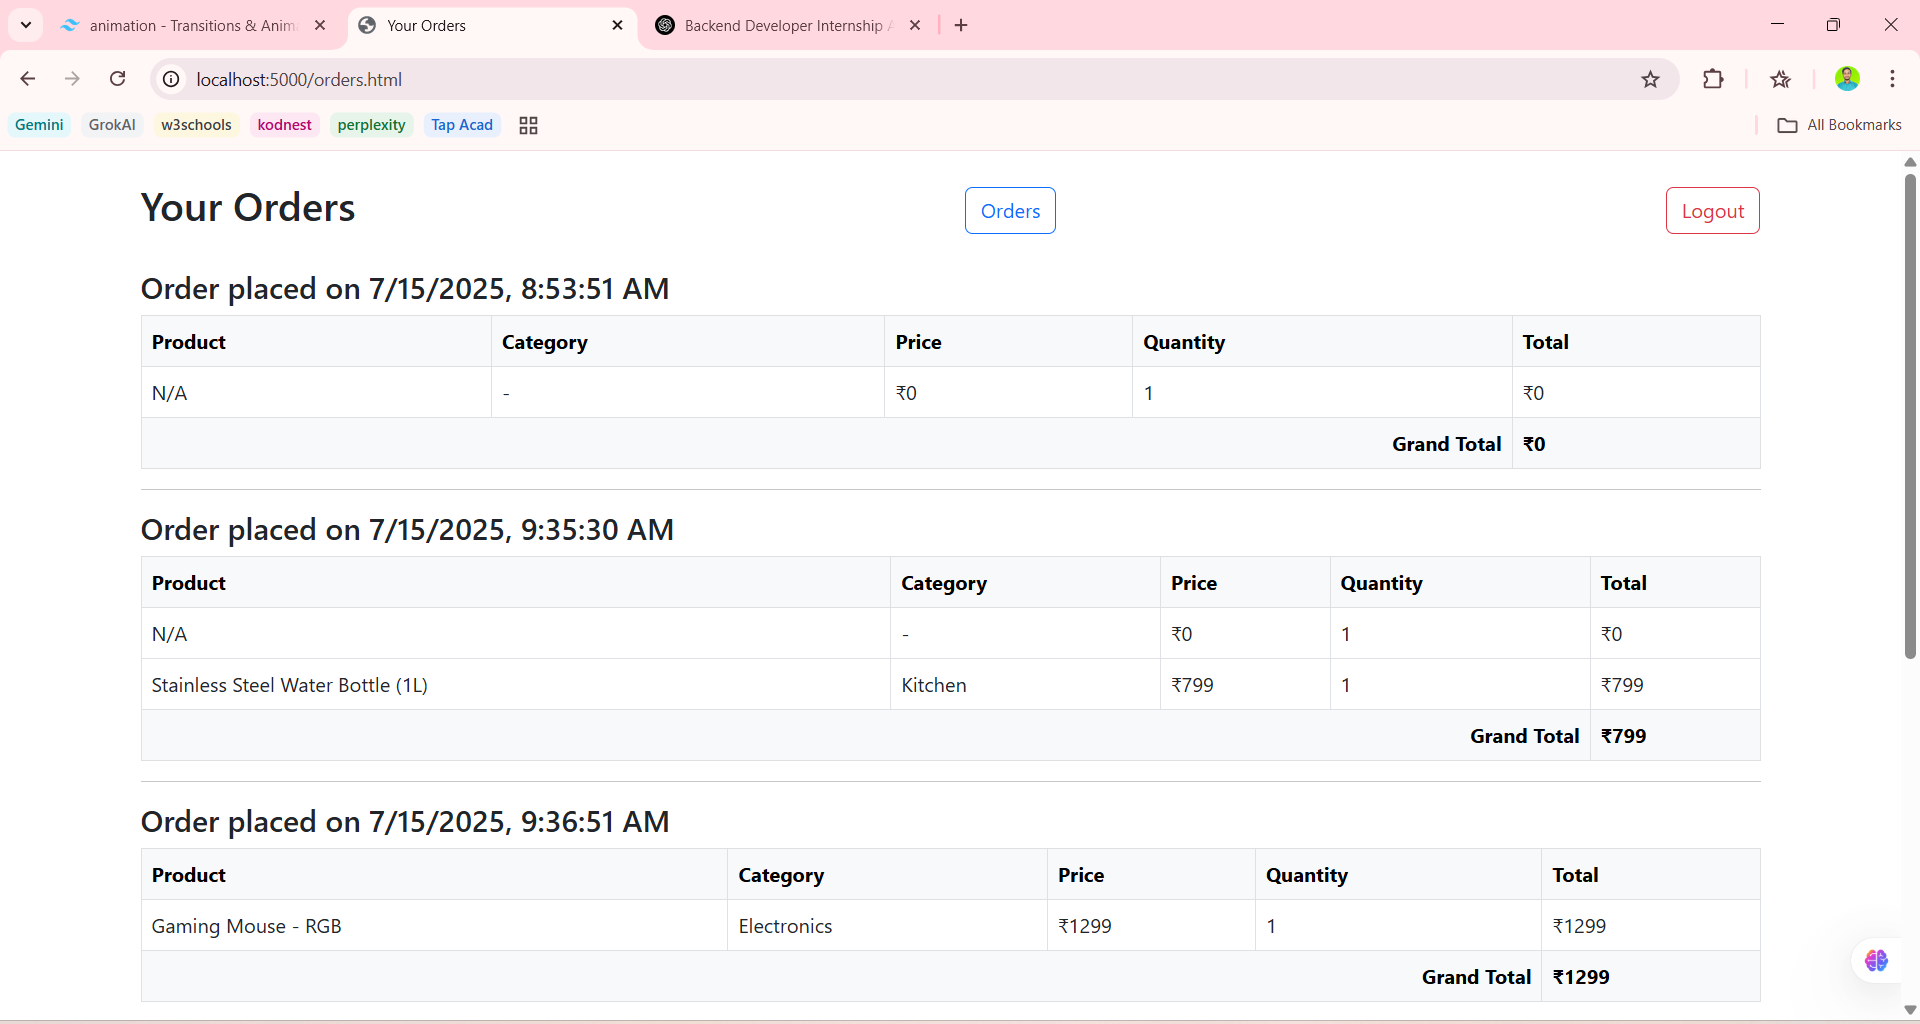 animation - Transitions & Anim
Your Orders
Backend Developer Internship
localhost:5000/orders.html
Gemini GrokAI w3schools kodnest perplexity Tap Acad All Bookmarks
Your Orders Orders Logout
Order placed on 7/15/2025, 8:53:51 AM
Product Category Price Quantity Total
N/A - ₹0 1 ₹0
Grand Total ₹0
Order placed on 7/15/2025, 9:35:30 AM
Product Category Price Quantity Total
N/A - ₹0 1 ₹0
Stainless Steel Water Bottle (1L) Kitchen ₹799 1 ₹799
Grand Total ₹799
Order placed on 7/15/2025, 9:36:51 AM
Product Category Price Quantity Total
Gaming Mouse - RGB Electronics ₹1299 1 ₹1299
Grand Total ₹1299